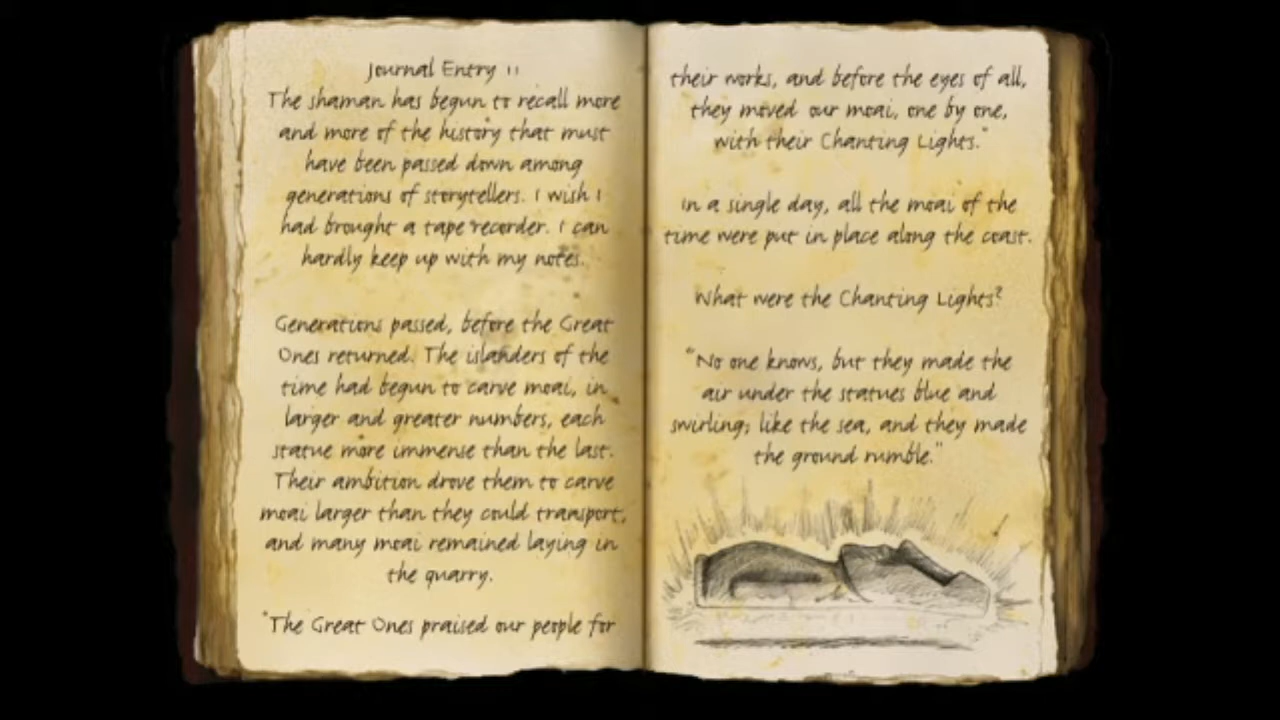 Journal Entry 11
The shaman has begun to recall more
and more of the history that must
have been passed down among
generations of storytellers. I wish I
had brought a tape recorder. I can
hardly keep up with my notes.
Generations passed, before the Great
Ones returned. The islanders of the
time had begun to carve moai, in
larger and greater numbers, each
statue more immense than the last.
Their ambition drove them to carve
moai larger than they could transport,
and many moai remained laying in
the quarry.
"The Great Ones praised our people for
their works, and before the eyes of all,
they moved our moai, one by one,
with their Chanting Lights."
In a single day, all the moai of the
time were put in place along the coast.
What were the Chanting Lights?
"No one knows, but they made the
air under the statues blue and
swirling; like the sea, and they made
the ground rumble."